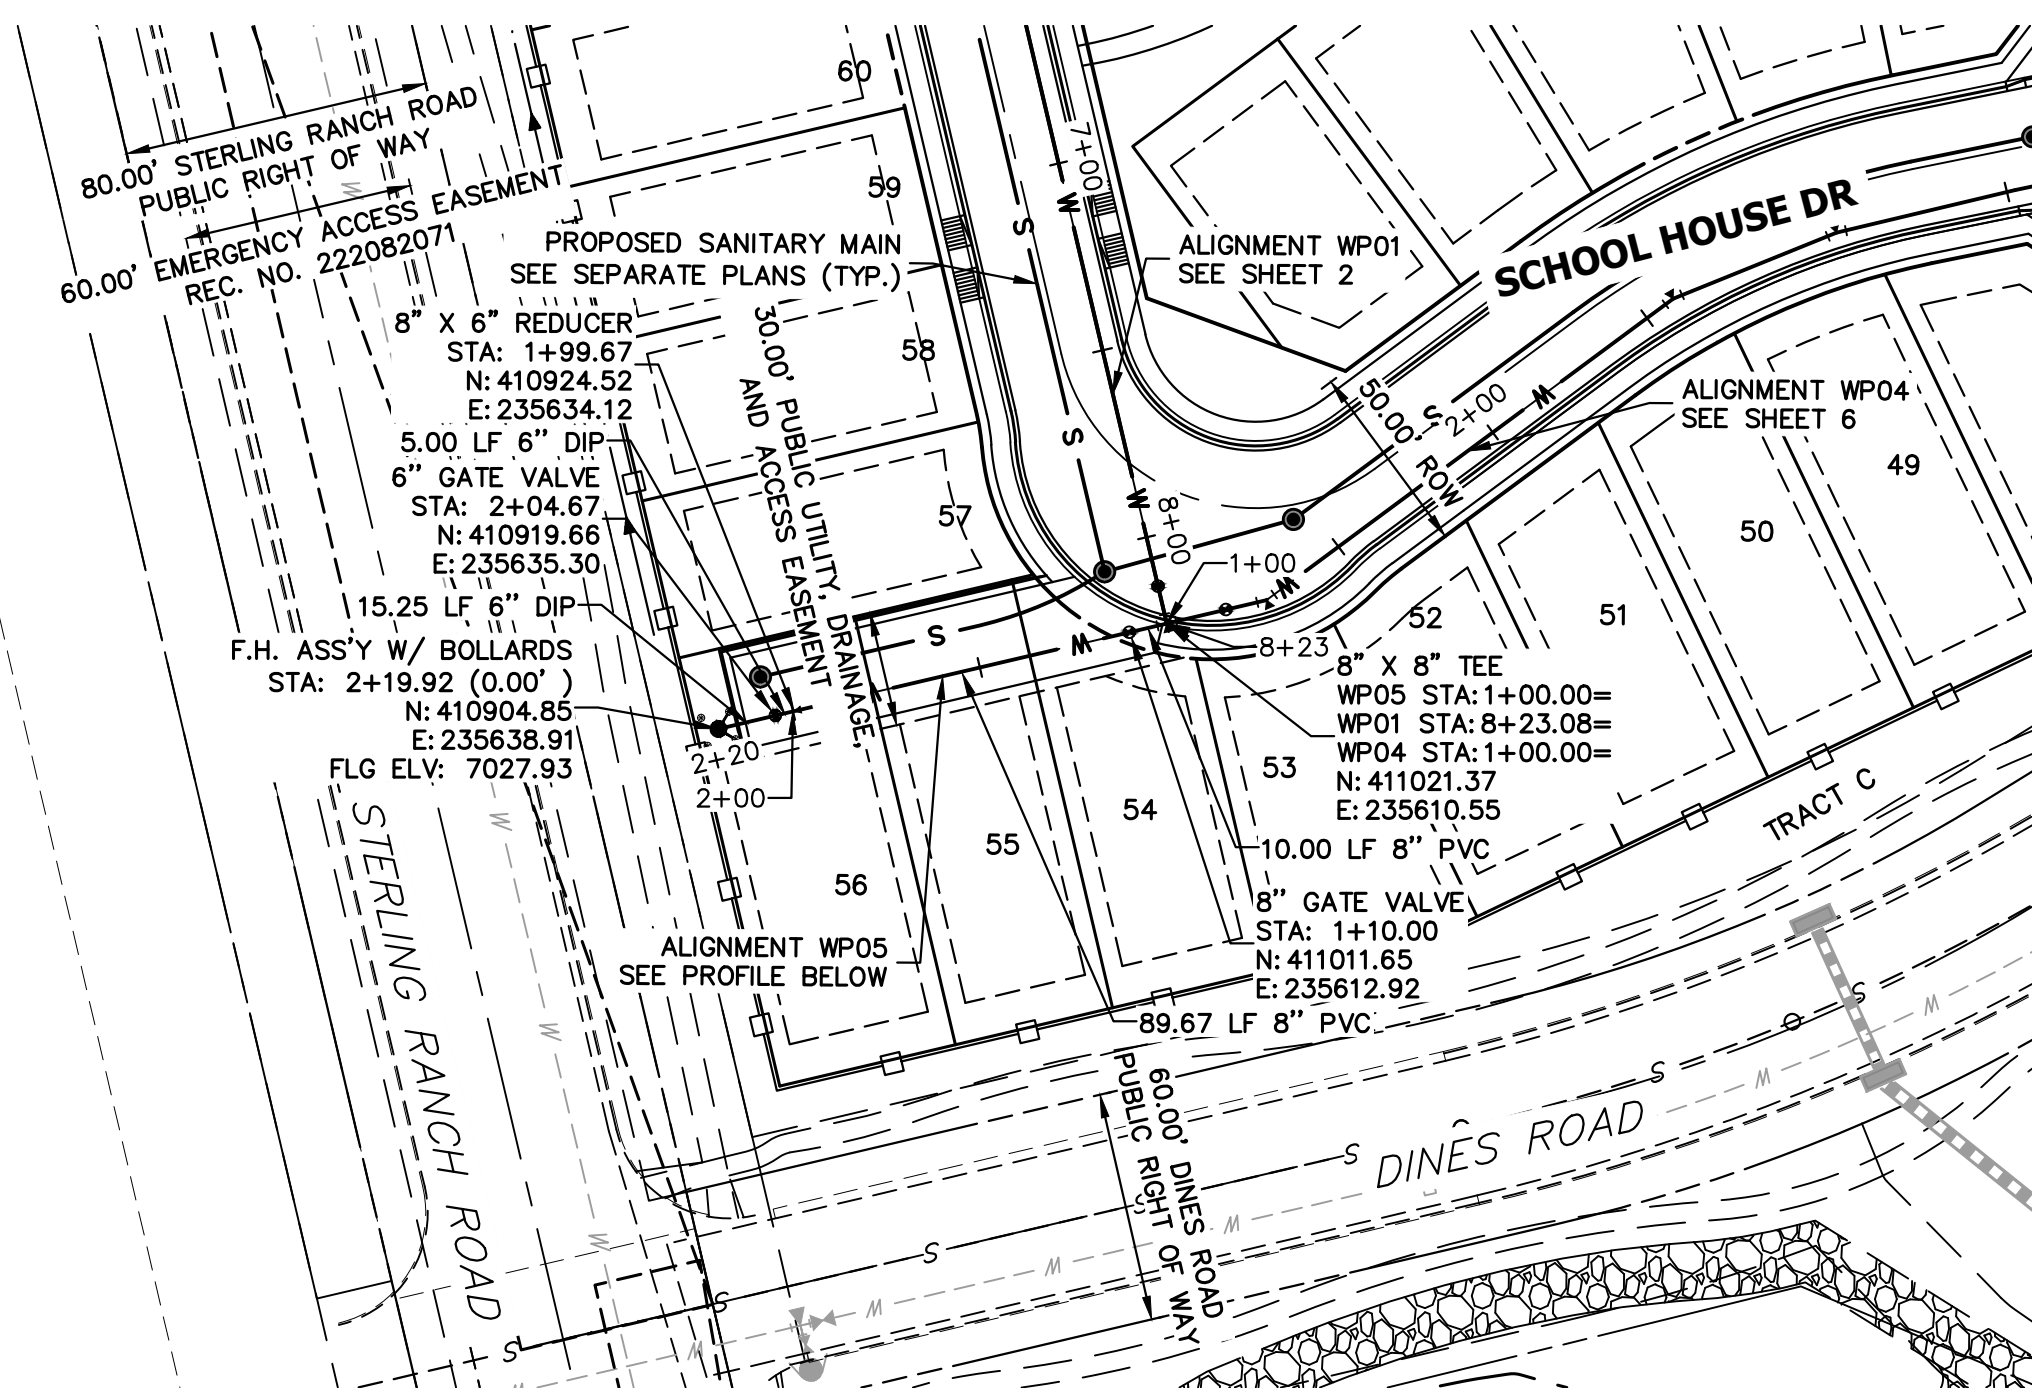 60
80.00' STERLING RANCH ROAD
PUBLIC RIGHT OF WAY
60.00' EMERGENCY ACCESS EASEMENT
REC. NO. 222082071
W
59
7+00
W
S
PROPOSED SANITARY MAIN
SEE SEPARATE PLANS (TYP.)
ALIGNMENT WP01
SEE SHEET 2
SCHOOL HOUSE DR
8" X 6" REDUCER
STA: 1+99.67
N: 410924.52
E: 235634.12
30.00' PUBLIC UTILITY, DRAINAGE,
AND ACCESS EASEMENT
58
50.00' ROW
S
2+00
W
ALIGNMENT WP04
SEE SHEET 6
5.00 LF 6" DIP
S
49
6" GATE VALVE
STA: 2+04.67
N: 410919.66
E: 235635.30
57
W
8+00
50
1+00
W
15.25 LF 6" DIP
52
51
S
W
8+23
F.H. ASS'Y W/ BOLLARDS
STA: 2+19.92 (0.00' )
N: 410904.85
E: 235638.91
FLG ELV: 7027.93
8" X 8" TEE
WP05 STA: 1+00.00=
WP01 STA: 8+23.08=
WP04 STA: 1+00.00=
N: 411021.37
E: 235610.55
2+20
2+00
53
54
55
56
TRACT C
10.00 LF 8" PVC
STERLING RANCH ROAD
W
8" GATE VALVE
STA: 1+10.00
N: 411011.65
E: 235612.92
ALIGNMENT WP05
SEE PROFILE BELOW
89.67 LF 8" PVC
S
W
W
S
W
60.00' DINES ROAD
PUBLIC RIGHT OF WAY
DINES ROAD
S
S
W
S
W
W
S
W
S
W
W